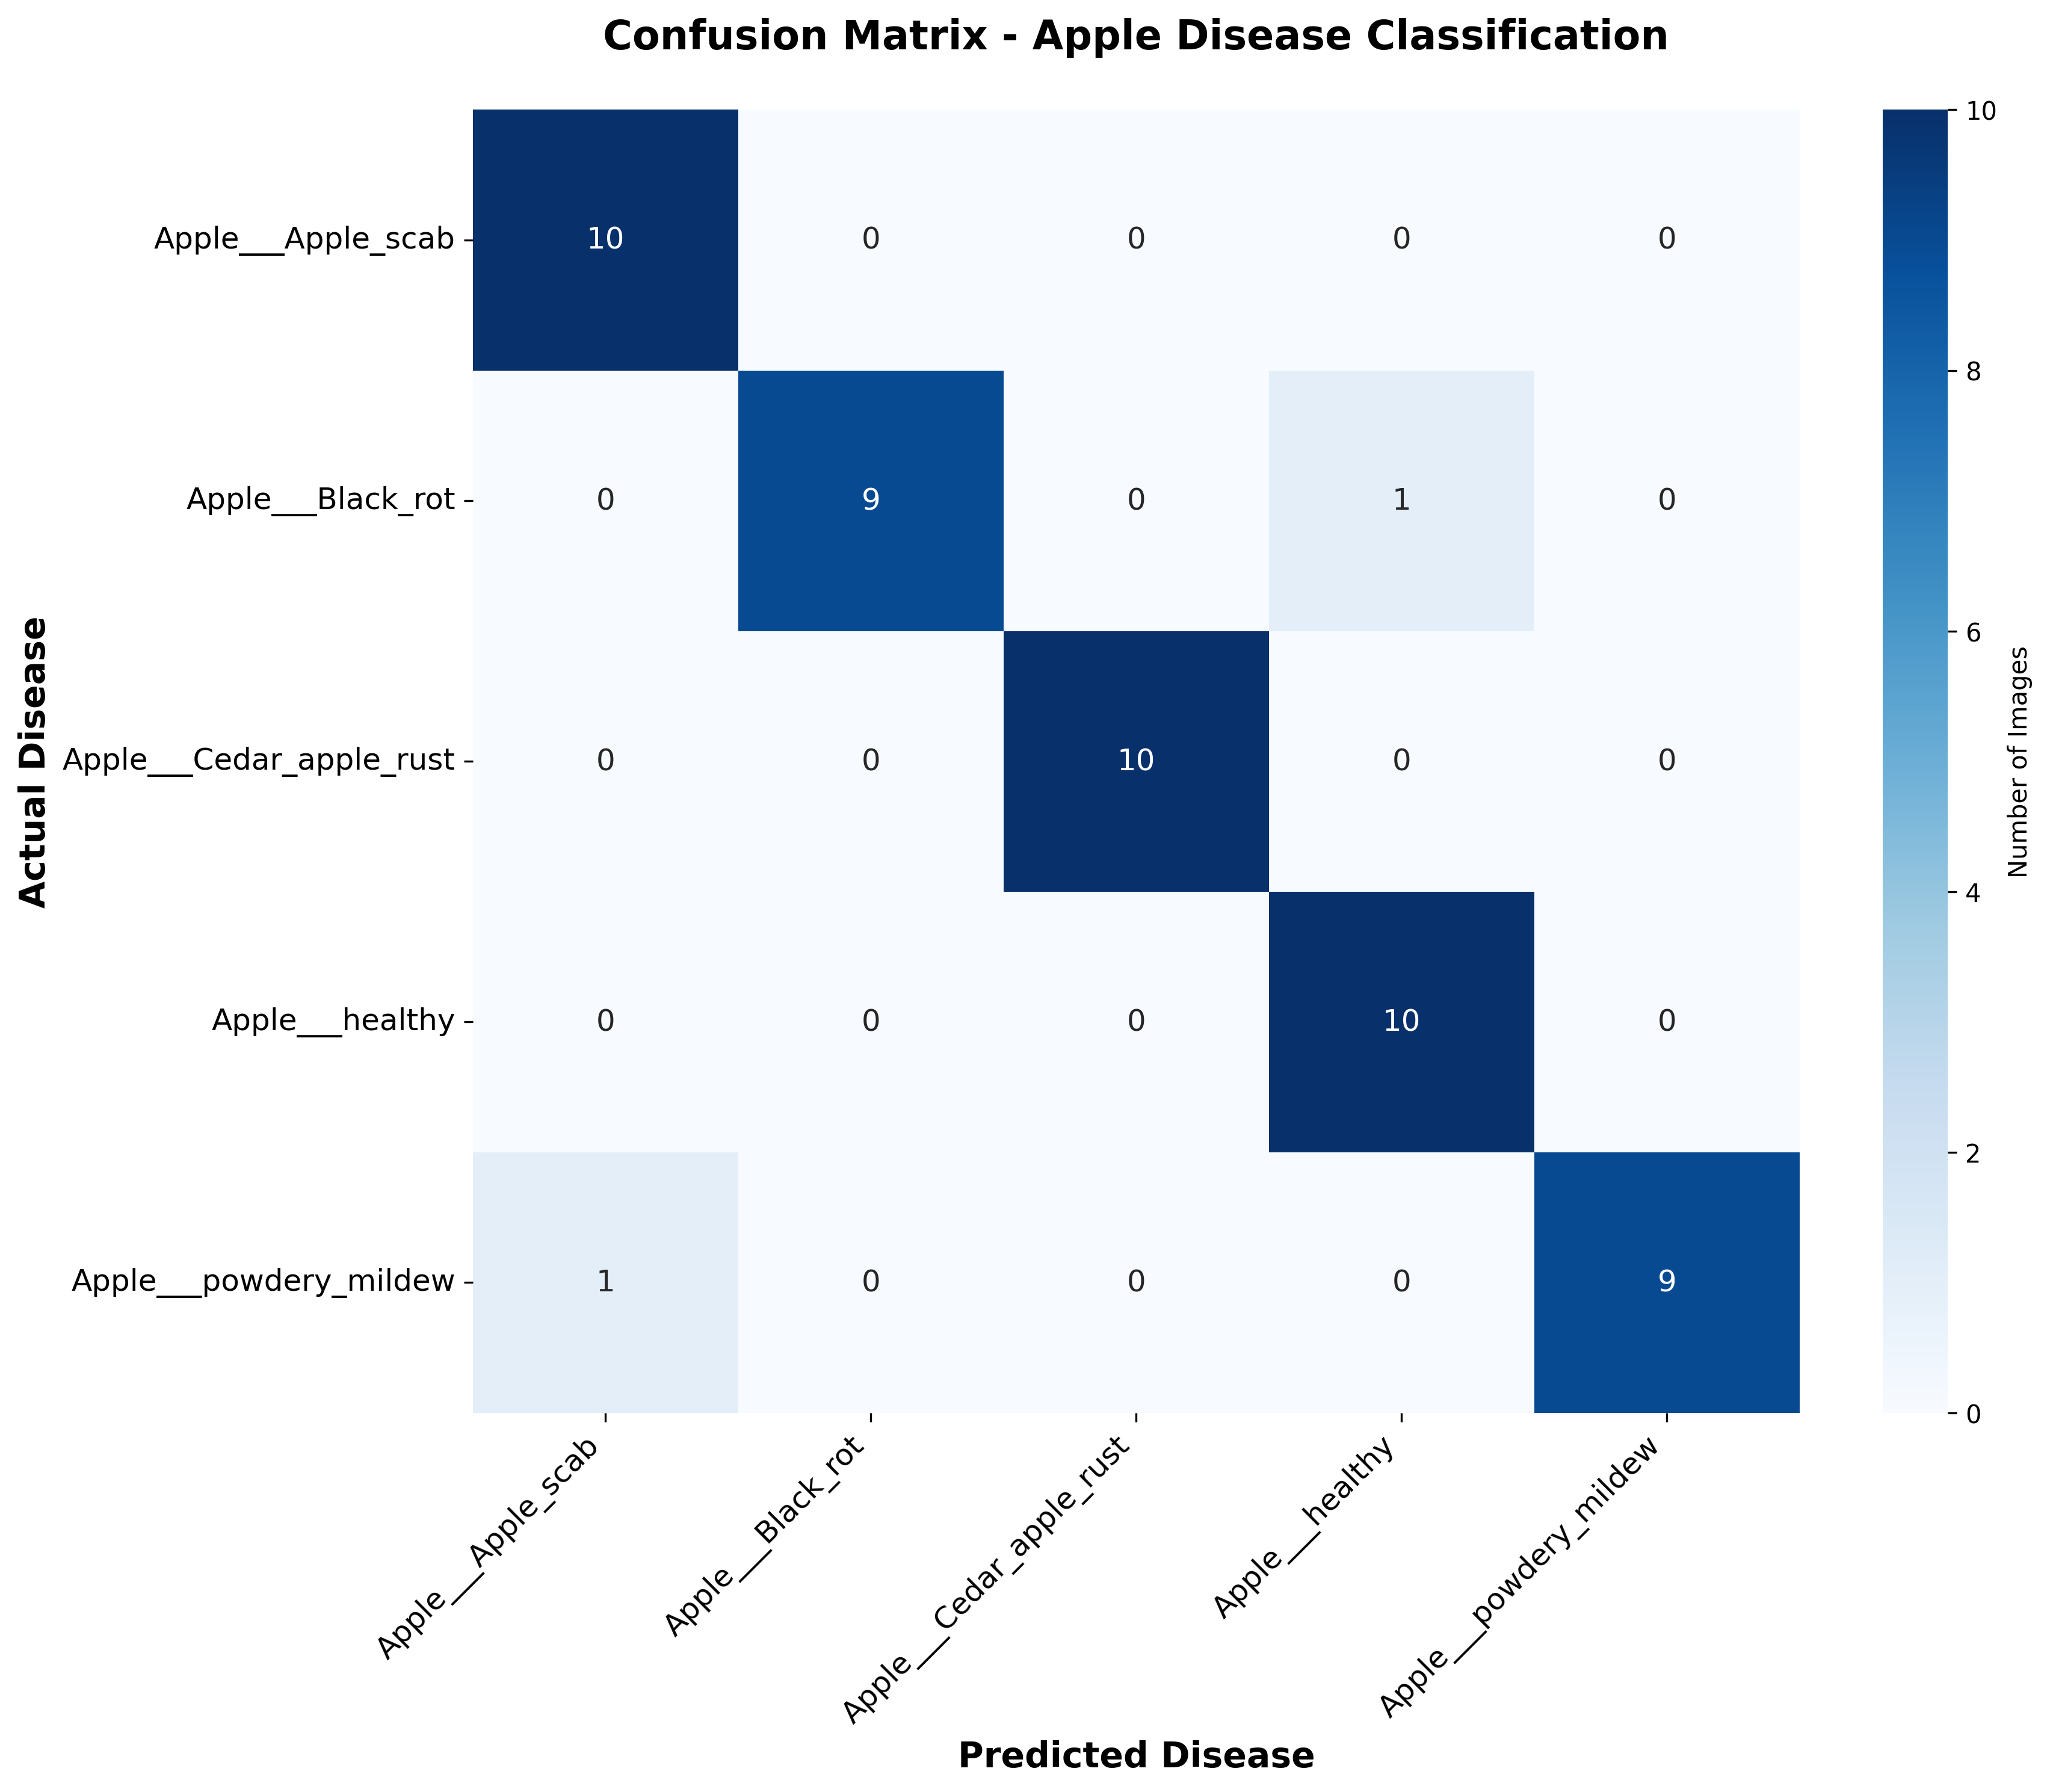 Confusion Matrix - Apple Disease Classification
Actual Disease
Apple___Apple_scab 10 0 0 0 0
Apple___Black_rot 0 9 0 1 0
Apple___Cedar_apple_rust 0 0 10 0 0
Apple___healthy 0 0 0 10 0
Apple___powdery_mildew 1 0 0 0 9
Apple___Apple_scab
Apple___Black_rot
Apple___Cedar_apple_rust
Apple___healthy
Apple___powdery_mildew
Predicted Disease
10
8
6
4
2
0
Number of Images